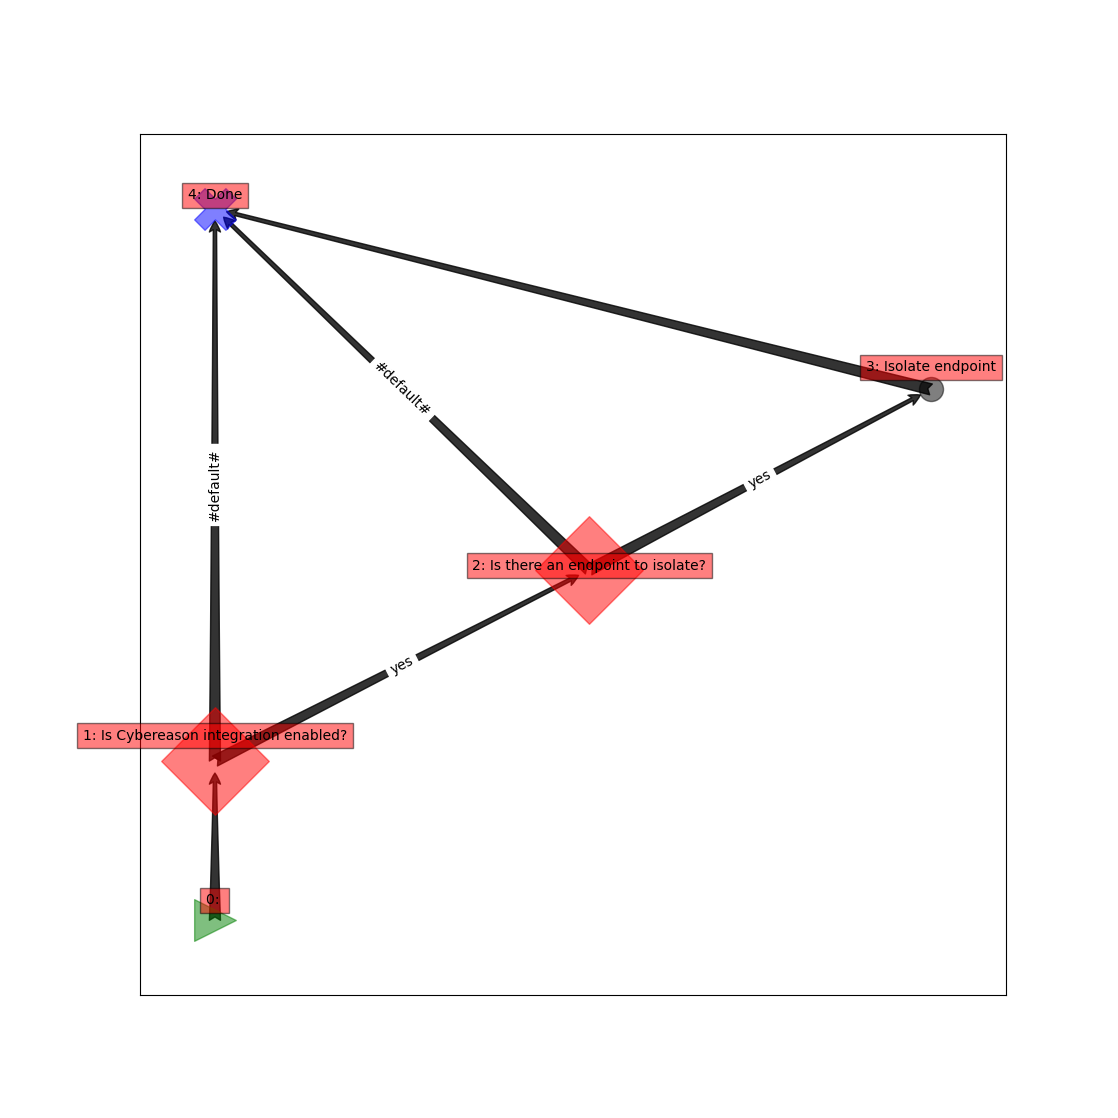 4: Done
3: Isolate endpoint
#default#
#default#
yes
2: Is there an endpoint to isolate?
yes
1: Is Cybereason integration enabled?
0: